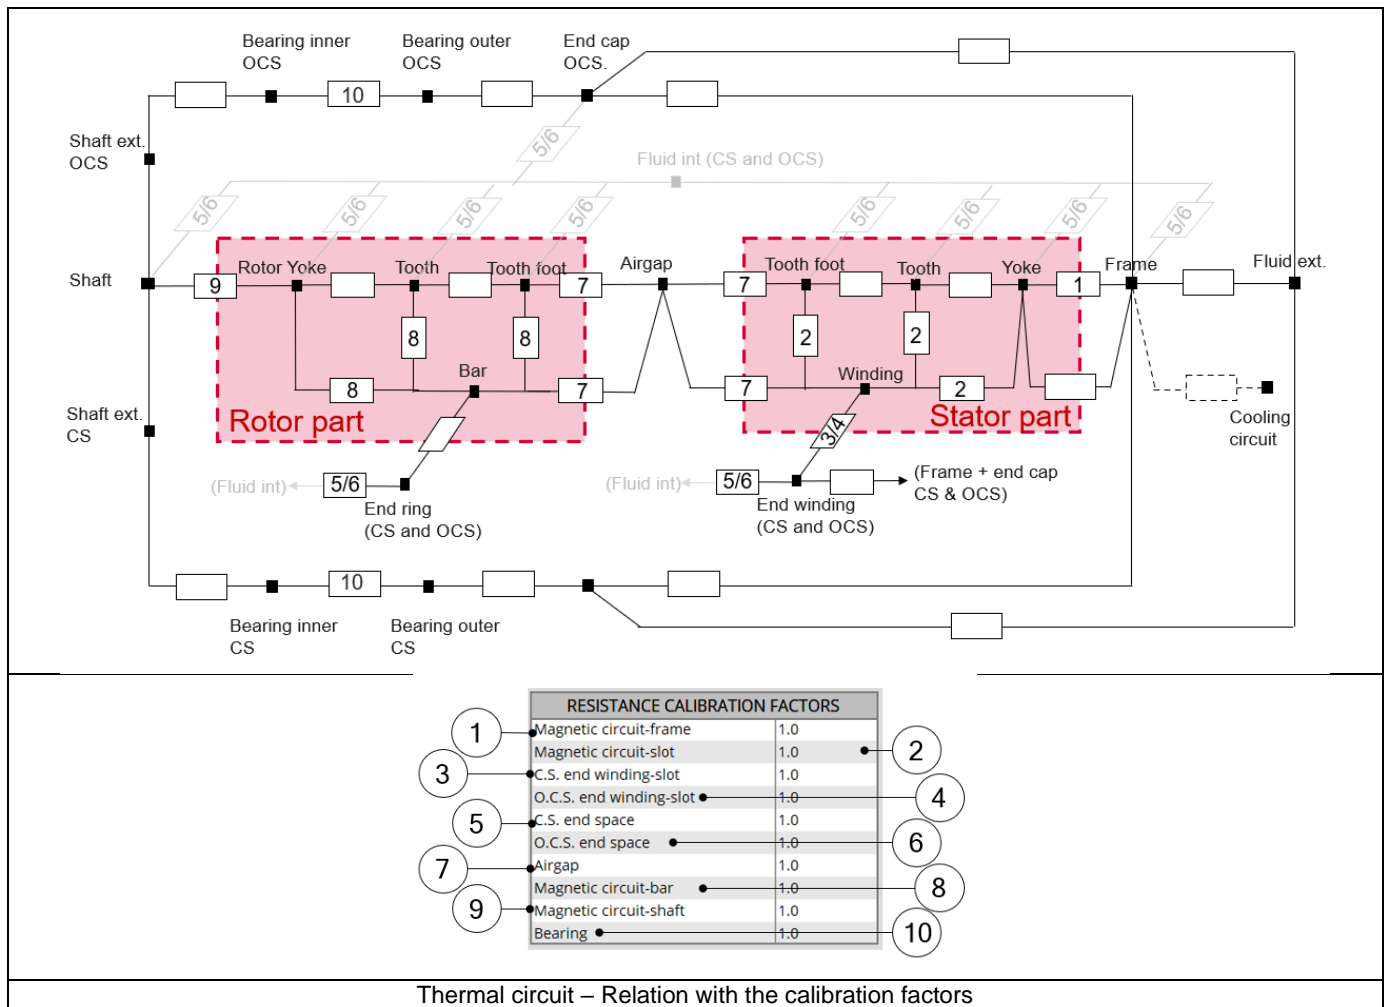 Bearing inner
OCS
Bearing outer
OCS
End cap
OCS.
10
Shaft ext.
OCS
5/6
Fluid int (CS and OCS)
5/6
5/6
5/6
5/6
5/6
5/6
5/6
5/6
Shaft
9
Rotor Yoke
Tooth
Tooth foot
7
Airgap
7
Tooth foot
Tooth
Yoke
1
Frame
Fluid ext.
8
8
2
2
8
Bar
7
7
Winding
2
Shaft ext.
CS
Rotor part
3/4
Stator part
Cooling
circuit
(Fluid int)
5/6
End ring
(CS and OCS)
(Fluid int)
5/6
End winding
(CS and OCS)
(Frame + end cap
CS & OCS)
10
Bearing inner
CS
Bearing outer
CS
RESISTANCE CALIBRATION FACTORS
1
Magnetic circuit-frame 1.0
Magnetic circuit-slot 1.0
2
3
C.S. end winding-slot 1.0
O.C.S. end winding-slot 1.0
4
5
C.S. end space 1.0
O.C.S. end space 1.0
6
7
Airgap 1.0
Magnetic circuit-bar 1.0
8
9
Magnetic circuit-shaft 1.0
Bearing 1.0
10
Thermal circuit – Relation with the calibration factors